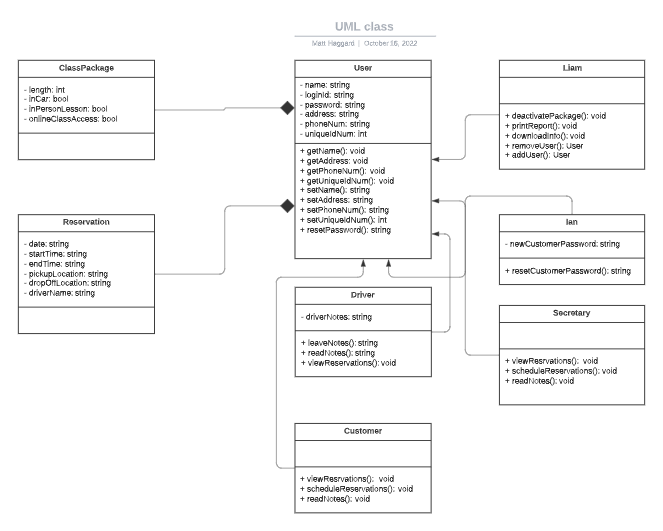 UML class
Matt Haggard | October 16, 2022
ClassPackage
- length: int
- inCar: bool
- inPersonLesson: bool
- onlineClassAccess: bool
User
- name: string
- loginId: string
- password: string
- address: string
- phoneNum: string
- uniqueIdNum: int
+ getName(): void
+ getAddress: void
+ getPhoneNum(): void
+ getUniqueIdNum(): void
+ setName(): string
+ setAddress: string
+ setPhoneNum(): string
+ setUniqueIdNum(): int
+ resetPassword(): string
Liam
+ deactivatePackage(): void
+ printReport(): void
+ downloadInfo(): void
+ removeUser(): User
+ addUser(): User
Reservation
- date: string
- startTime: string
- endTime: string
- pickupLocation: string
- dropOffLocation: string
- driverName: string
Ian
- newCustomerPassword: string
+ resetCustomerPassword(): string
Driver
- driverNotes: string
+ leaveNotes(): string
+ readNotes(): string
+ viewReservations(): void
Secretary
+ viewResrvations(): void
+ scheduleReservations(): void
+ readNotes(): void
Customer
+ viewResrvations(): void
+ scheduleReservations(): void
+ readNotes(): void